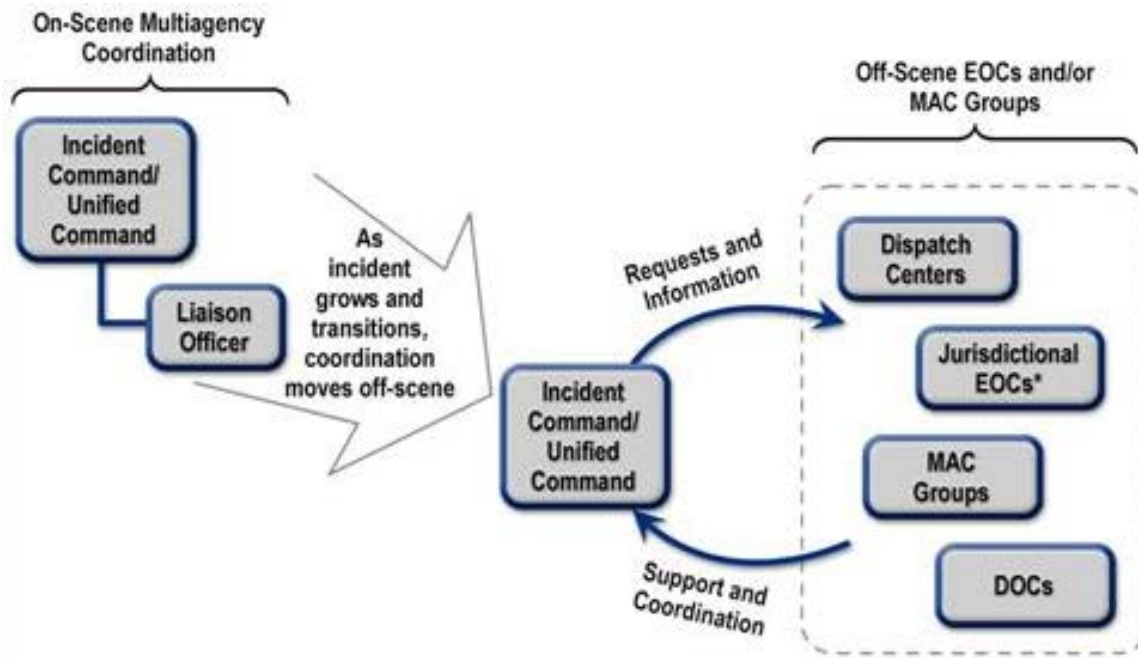 On-Scene Multiagency
Coordination
Incident
Command/
Unified
Command
Liaison
Officer
As
incident
grows and
transitions,
coordination
moves off-scene
Incident
Command/
Unified
Command
Requests and
Information
Support and
Coordination
Off-Scene EOCs and/or
MAC Groups
Dispatch
Centers
Jurisdictional
EOCs*
MAC
Groups
DOCs